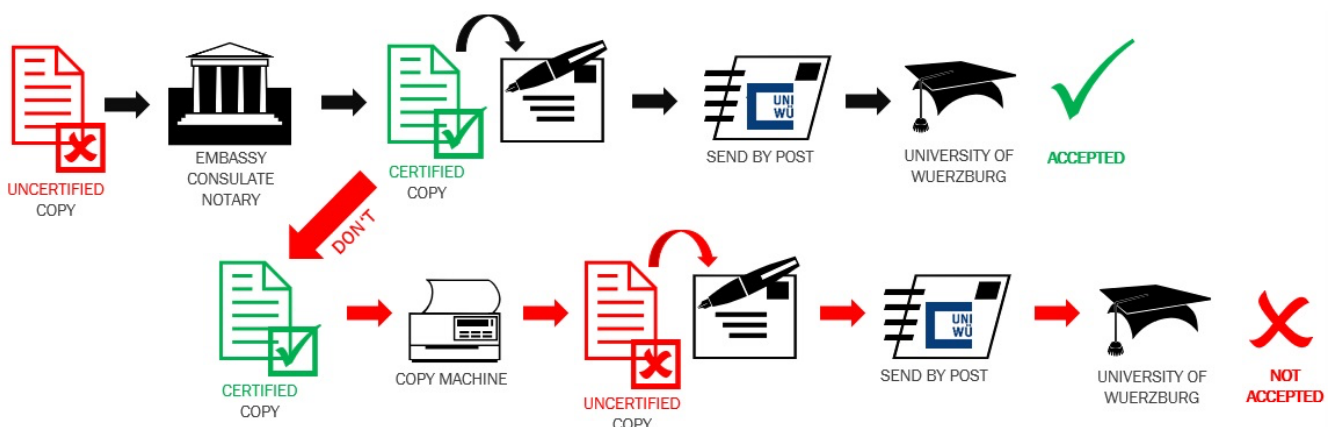 UNCERTIFIED
COPY
EMBASSY
CONSULATE
NOTARY
CERTIFIED
COPY
UNI
WÜ
SEND BY POST
UNIVERSITY OF
WUERZBURG
ACCEPTED
DON'T
CERTIFIED
COPY
COPY MACHINE
UNCERTIFIED
COPY
UNI
WÜ
SEND BY POST
UNIVERSITY OF
WUERZBURG
NOT
ACCEPTED